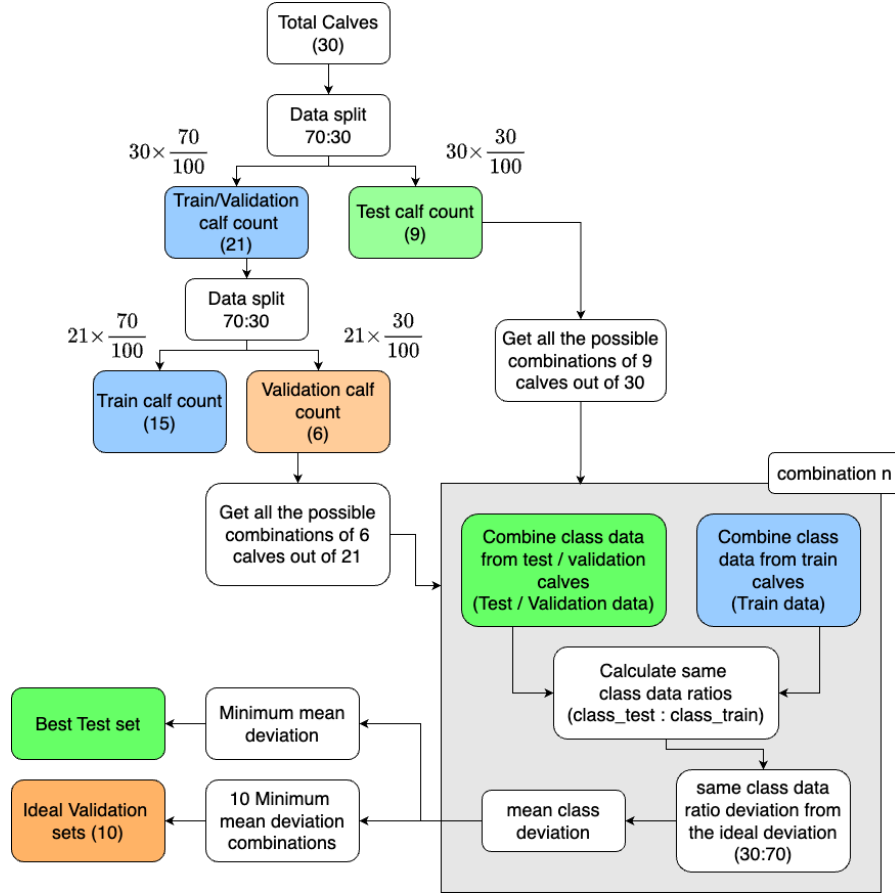 Total Calves
(30)
Data split
70:30
30 × 70/100
30 × 30/100
Train/Validation
calf count
(21)
Test calf count
(9)
Data split
70:30
21 × 70/100
21 × 30/100
Get all the possible
combinations of 9
calves out of 30
Train calf count
(15)
Validation calf
count
(6)
combination n
Get all the possible
combinations of 6
calves out of 21
Combine class data
from test / validation
calves
(Test / Validation data)
Combine class
data from train
calves
(Train data)
Calculate same
class data ratios
(class_test : class_train)
Best Test set
Minimum mean
deviation
same class data
ratio deviation from
the ideal deviation
(30:70)
mean class
deviation
10 Minimum
mean deviation
combinations
Ideal Validation
sets (10)